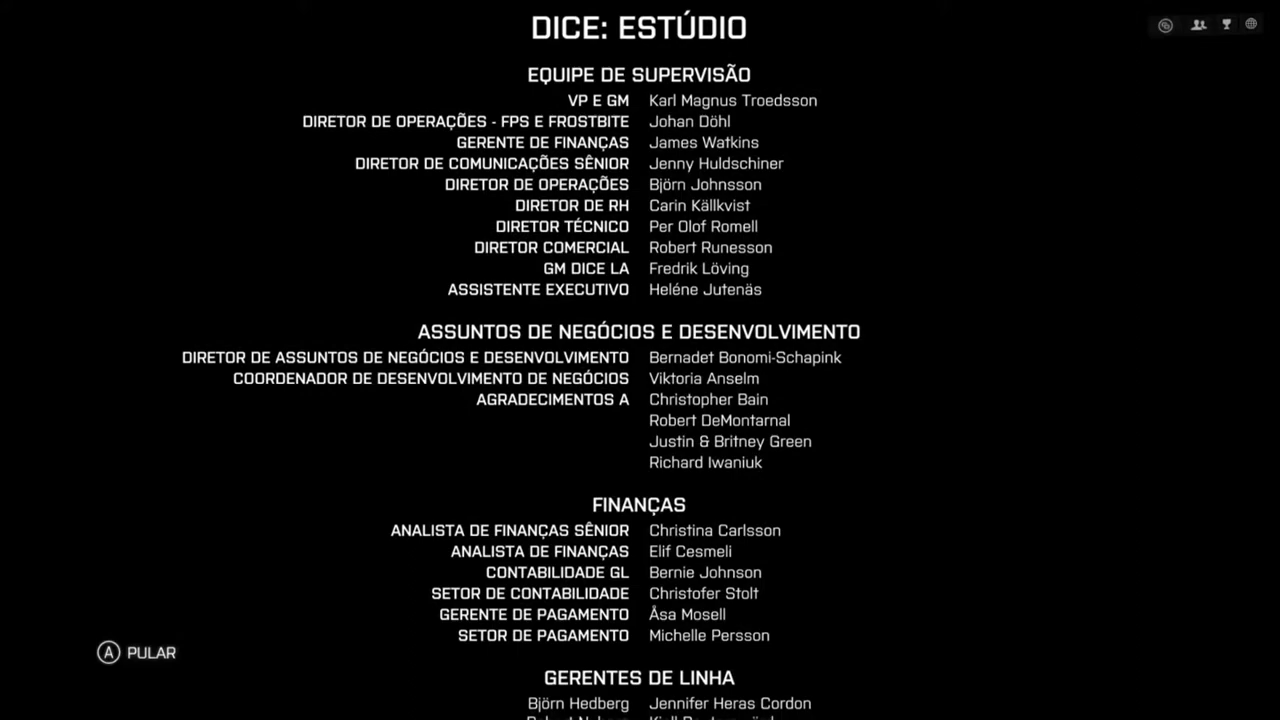 DICE: ESTÚDIO
EQUIPE DE SUPERVISÃO
VP E GM Karl Magnus Troedsson
DIRETOR DE OPERAÇÕES - FPS E FROSTBITE Johan Döhl
GERENTE DE FINANÇAS James Watkins
DIRETOR DE COMUNICAÇÕES SÊNIOR Jenny Huldschiner
DIRETOR DE OPERAÇÕES Björn Johnsson
DIRETOR DE RH Carin Källkvist
DIRETOR TÉCNICO Per Olof Romell
DIRETOR COMERCIAL Robert Runesson
GM DICE LA Fredrik Löving
ASSISTENTE EXECUTIVO Heléne Jutenäs
ASSUNTOS DE NEGÓCIOS E DESENVOLVIMENTO
DIRETOR DE ASSUNTOS DE NEGÓCIOS E DESENVOLVIMENTO Bernadet Bonomi-Schapink
COORDENADOR DE DESENVOLVIMENTO DE NEGÓCIOS Viktoria Anselm
AGRADECIMENTOS A Christopher Bain
Robert DeMontarnal
Justin & Britney Green
Richard Iwaniuk
FINANÇAS
ANALISTA DE FINANÇAS SÊNIOR Christina Carlsson
ANALISTA DE FINANÇAS Elif Cesmeli
CONTABILIDADE GL Bernie Johnson
SETOR DE CONTABILIDADE Christofer Stolt
GERENTE DE PAGAMENTO Åsa Mosell
SETOR DE PAGAMENTO Michelle Persson
A PULAR
GERENTES DE LINHA
Björn Hedberg Jennifer Heras Cordon